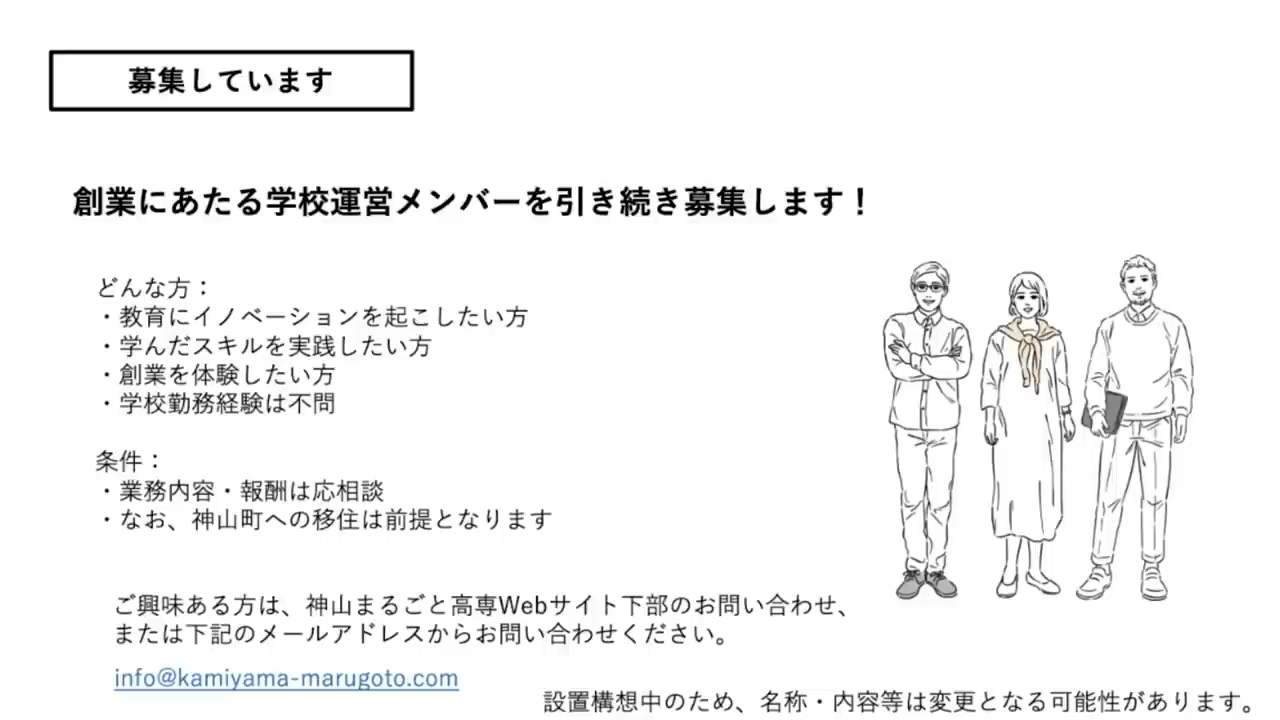 募集しています
創業にあたる学校運営メンバーを引き続き募集します！
どんな方：
・教育にイノベーションを起こしたい方
・学んだスキルを実践したい方
・創業を体験したい方
・学校勤務経験は不問
条件：
・業務内容・報酬は応相談
・なお、神山町への移住は前提となります
ご興味ある方は、神山まるごと高専Webサイト下部のお問い合わせ、
または下記のメールアドレスからお問い合わせください。
info@kamiyama-marugoto.com
設置構想中のため、名称・内容等は変更となる可能性があります。